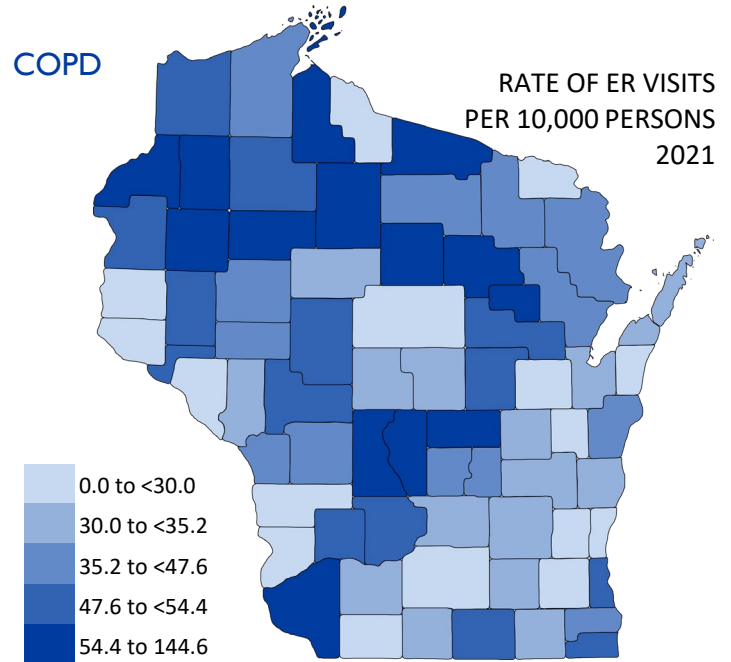 COPD
RATE OF ER VISITS
PER 10,000 PERSONS
2021
0.0 to <30.0
30.0 to <35.2
35.2 to <47.6
47.6 to <54.4
54.4 to 144.6